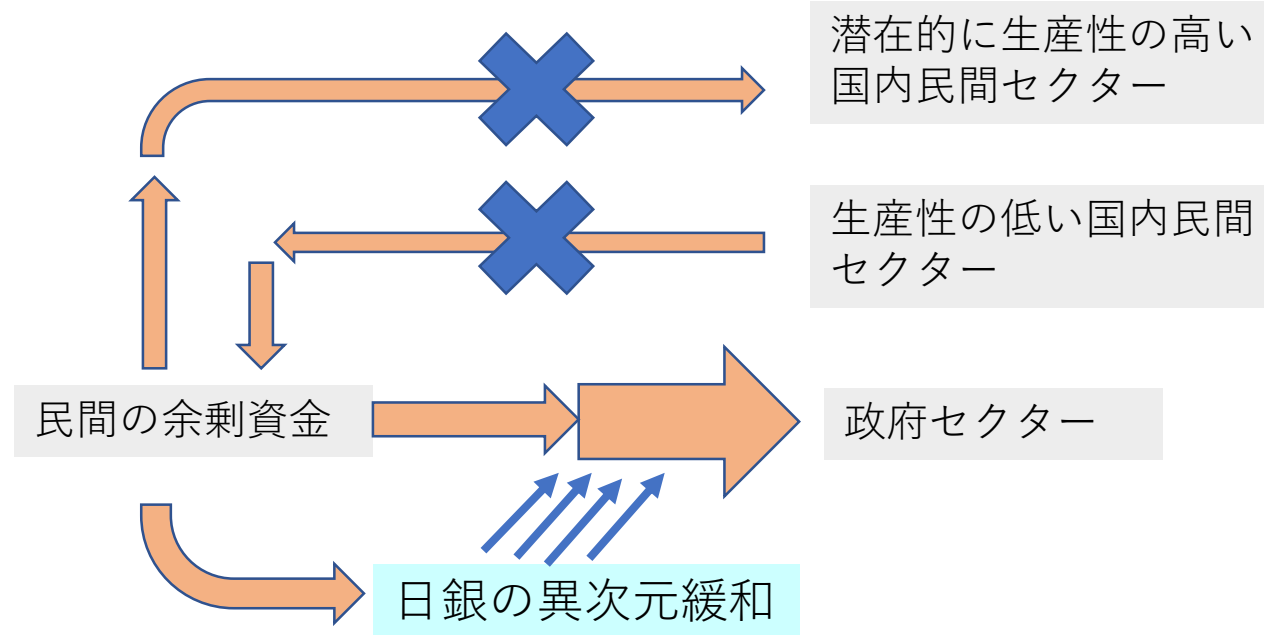 潜在的に生産性の高い
国内民間セクター
生産性の低い国内民間
セクター
民間の余剰資金
政府セクター
日銀の異次元緩和